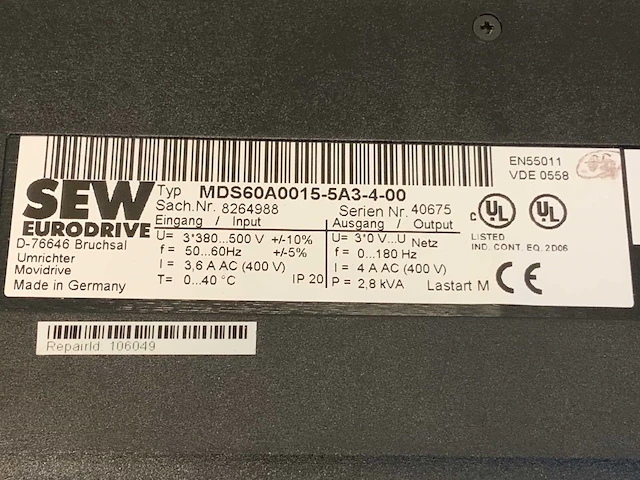 EN55011
VDE 0558
SEW
EURODRIVE
D-76646 Bruchsal
Umrichter
Movidrive
Made in Germany
Typ MDS60A0015-5A3-4-00
Sach.Nr. 8264988 Serien Nr. 40675
Eingang / Input Ausgang / Output
U= 3*380...500 V +/-10% U= 3*0 V...U Netz
f = 50...60Hz +/-5% f = 0...180 Hz
I = 3,6 A AC (400 V) I = 4 A AC (400 V)
T= 0...40 °C IP 20 P = 2,8 kVA Lastart M
c UL UL
LISTED
IND. CONT. EQ. 2D06
CE
RepairId 106049